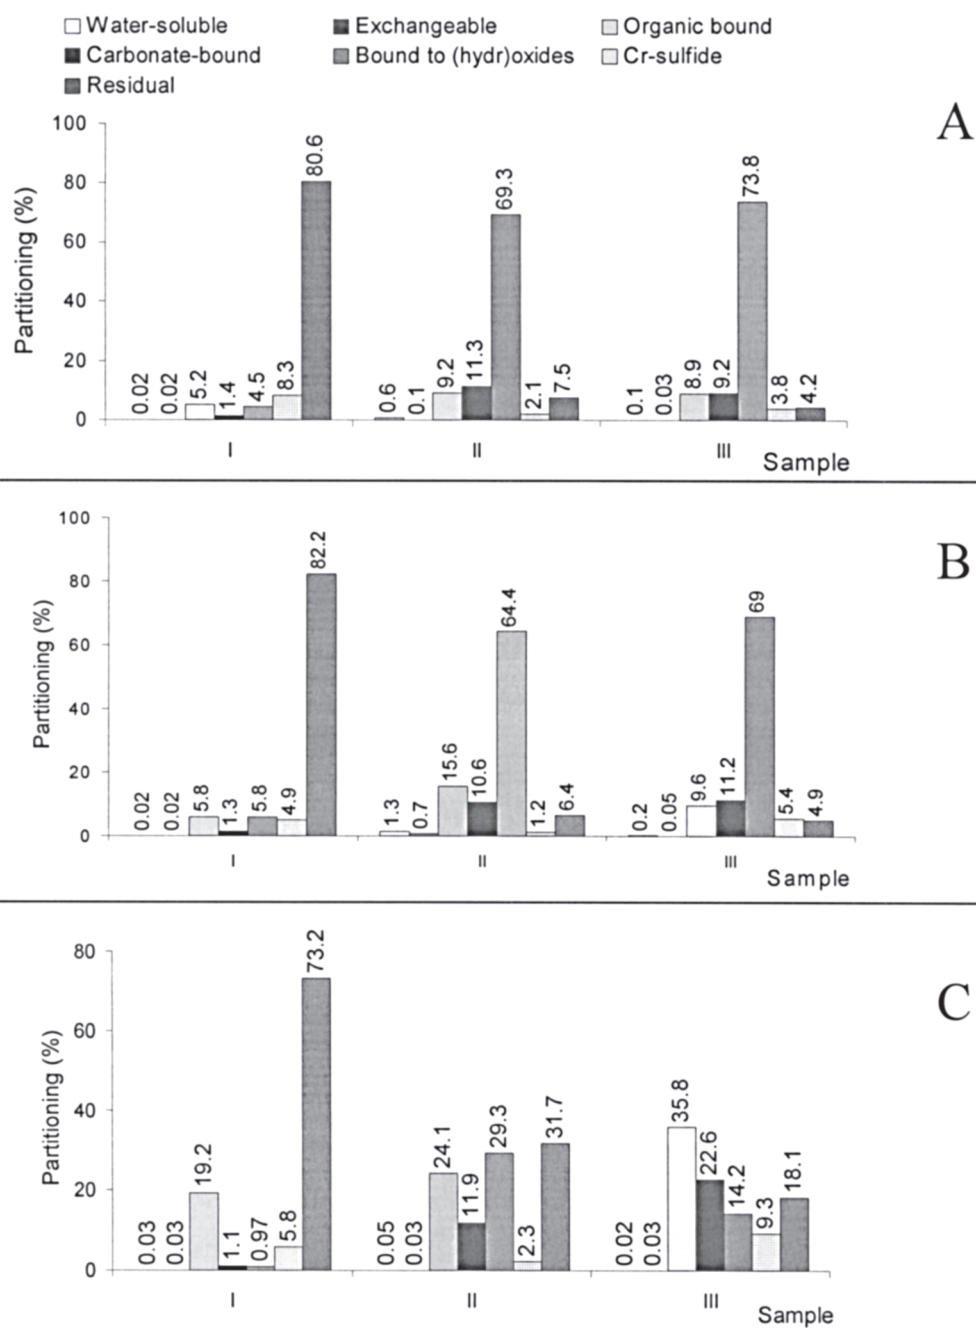 Water-soluble Exchangeable Organic bound
Carbonate-bound Bound to (hydr)oxides Cr-sulfide
Residual
A
Partitioning (%)
100
80
60
40
20
0
0.02 0.02 5.2 1.4 4.5 8.3 80.6
0.6 0.1 9.2 11.3 69.3 2.1 7.5
0.1 0.03 8.9 9.2 73.8 3.8 4.2
I II III
Sample
B
Partitioning (%)
100
80
60
40
20
0
0.02 0.02 5.8 1.3 5.8 4.9 82.2
1.3 0.7 15.6 10.6 64.4 1.2 6.4
0.2 0.05 9.6 11.2 69 5.4 4.9
I II III
Sample
C
Partitioning (%)
80
60
40
20
0
0.03 0.03 19.2 1.1 0.97 5.8 73.2
0.05 0.03 24.1 11.9 29.3 2.3 31.7
0.02 0.03 35.8 22.6 14.2 9.3 18.1
I II III
Sample